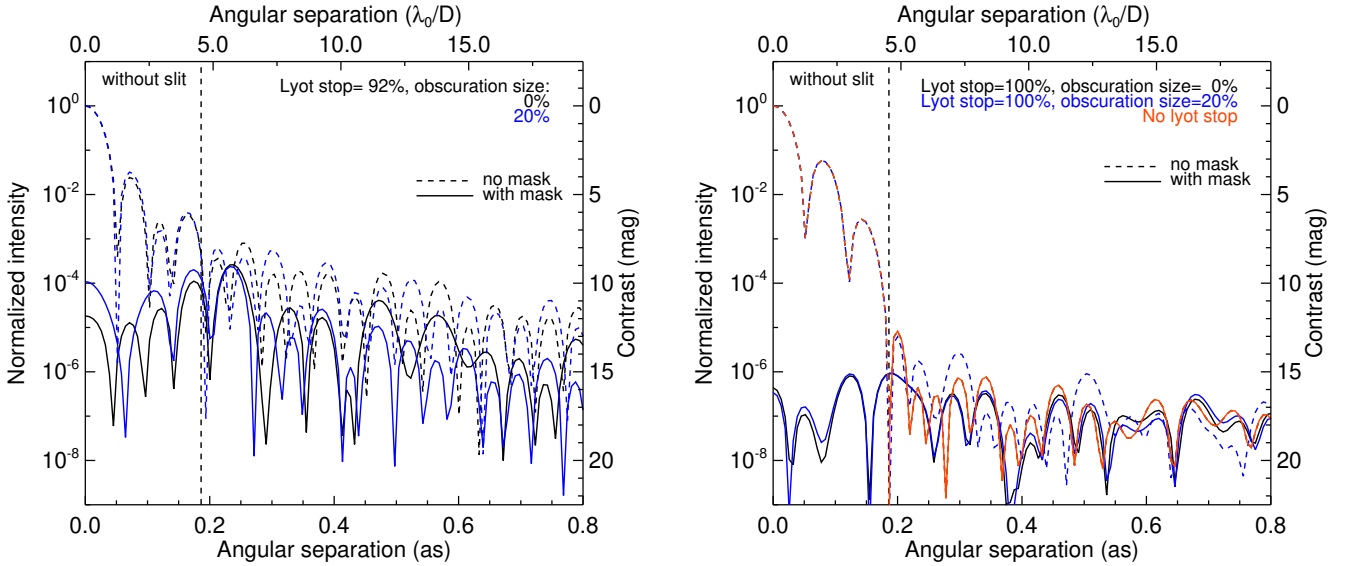 Angular separation (λ₀/D)
0.0 5.0 10.0 15.0
without slit
Lyot stop= 92%, obscuration size:
0%
20%
no mask
with mask
Normalized intensity
10⁰
10⁻²
10⁻⁴
10⁻⁶
10⁻⁸
Contrast (mag)
0
5
10
15
20
0.0 0.2 0.4 0.6 0.8
Angular separation (as)
Angular separation (λ₀/D)
0.0 5.0 10.0 15.0
without slit
Lyot stop=100%, obscuration size= 0%
Lyot stop=100%, obscuration size=20%
No lyot stop
no mask
with mask
Normalized intensity
10⁰
10⁻²
10⁻⁴
10⁻⁶
10⁻⁸
Contrast (mag)
0
5
10
15
20
0.0 0.2 0.4 0.6 0.8
Angular separation (as)